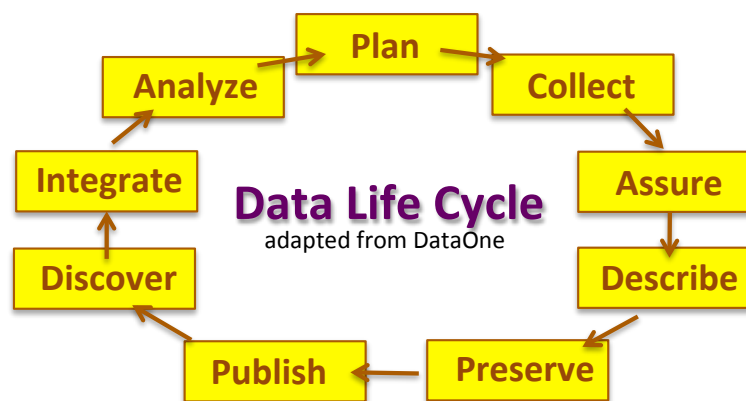 Plan
Collect
Assure
Describe
Preserve
Publish
Discover
Integrate
Analyze
Data Life Cycle
adapted from DataOne